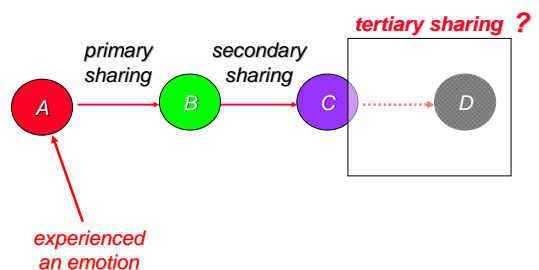 tertiary sharing ?
primary
sharing
secondary
sharing
A
B
C
D
experienced
an emotion